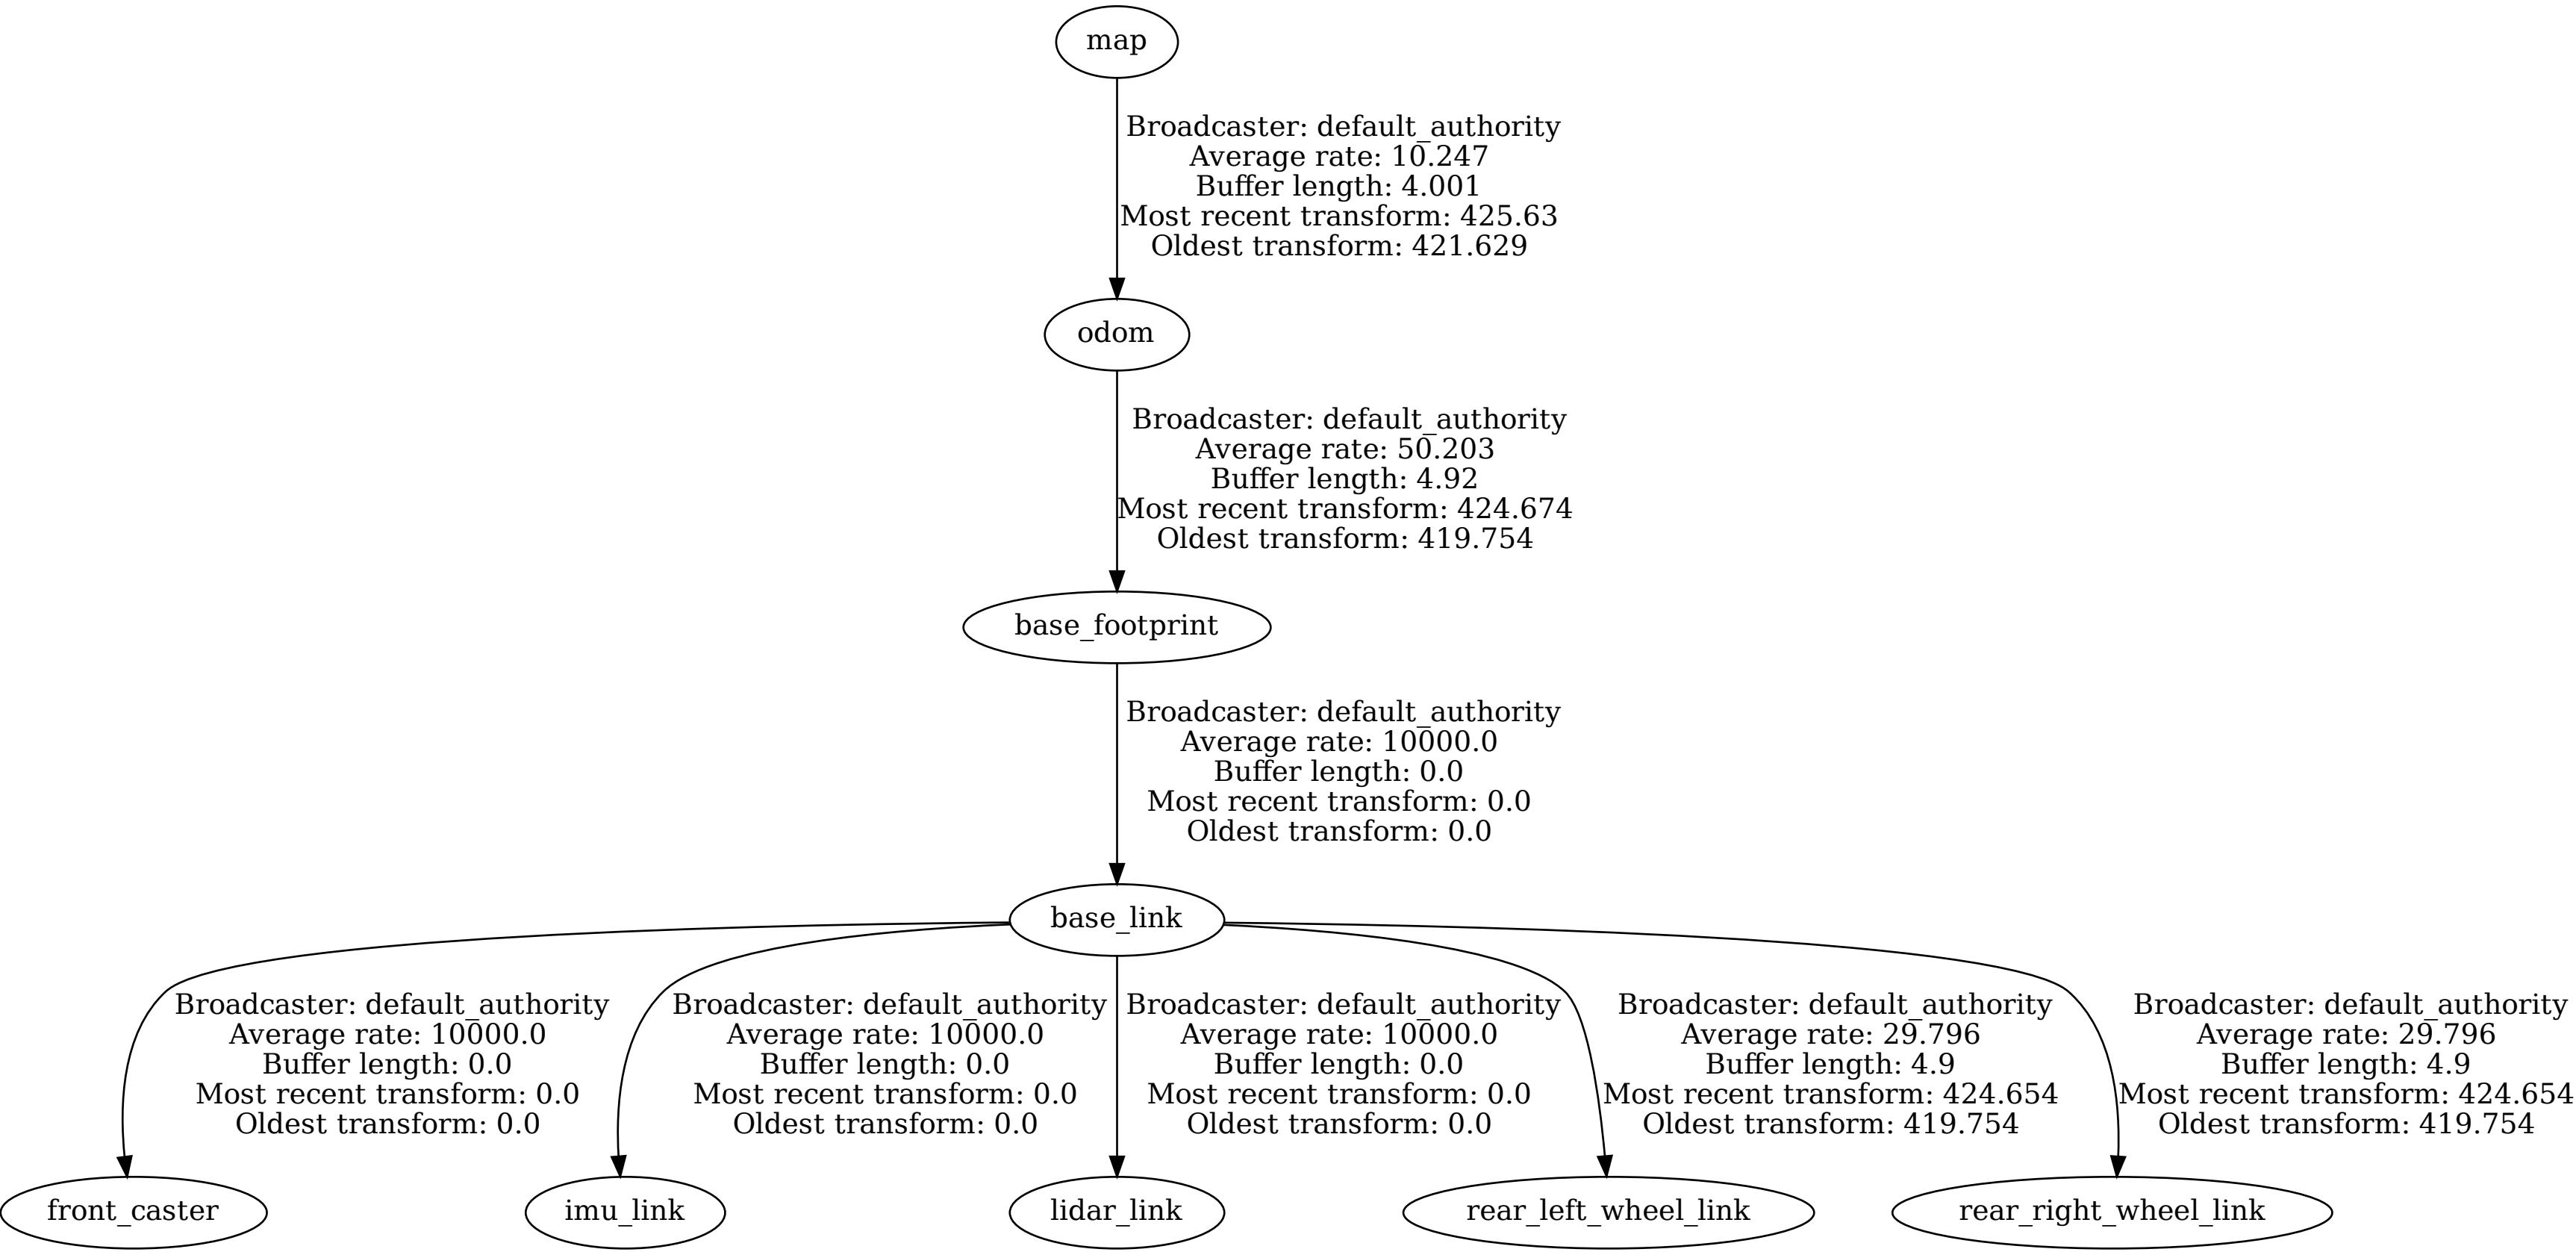 map
Broadcaster: default_authority
Average rate: 10.247
Buffer length: 4.001
Most recent transform: 425.63
Oldest transform: 421.629
odom
Broadcaster: default_authority
Average rate: 50.203
Buffer length: 4.92
Most recent transform: 424.674
Oldest transform: 419.754
base_footprint
Broadcaster: default_authority
Average rate: 10000.0
Buffer length: 0.0
Most recent transform: 0.0
Oldest transform: 0.0
base_link
Broadcaster: default_authority
Average rate: 10000.0
Buffer length: 0.0
Most recent transform: 0.0
Oldest transform: 0.0
Broadcaster: default_authority
Average rate: 10000.0
Buffer length: 0.0
Most recent transform: 0.0
Oldest transform: 0.0
Broadcaster: default_authority
Average rate: 10000.0
Buffer length: 0.0
Most recent transform: 0.0
Oldest transform: 0.0
Broadcaster: default_authority
Average rate: 29.796
Buffer length: 4.9
Most recent transform: 424.654
Oldest transform: 419.754
Broadcaster: default_authority
Average rate: 29.796
Buffer length: 4.9
Most recent transform: 424.654
Oldest transform: 419.754
front_caster
imu_link
lidar_link
rear_left_wheel_link
rear_right_wheel_link